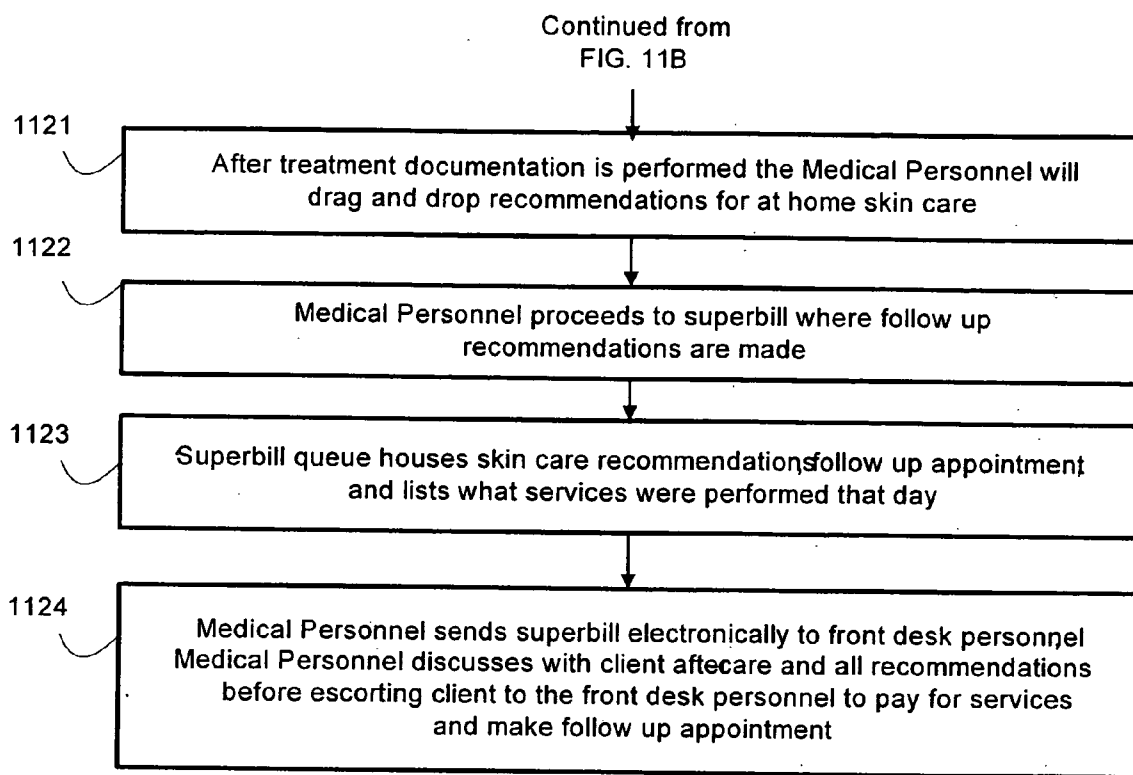 Continued from
FIG. 11B
1121
After treatment documentation is performed the Medical Personnel will
drag and drop recommendations for at home skin care
1122
Medical Personnel proceeds to superbill where follow up
recommendations are made
1123
Superbill queue houses skin care recommendations, follow up appointment
and lists what services were performed that day
1124
Medical Personnel sends superbill electronically to front desk personnel,
Medical Personnel discusses with client aftecare and all recommendations
before escorting client to the front desk personnel to pay for services
and make follow up appointment